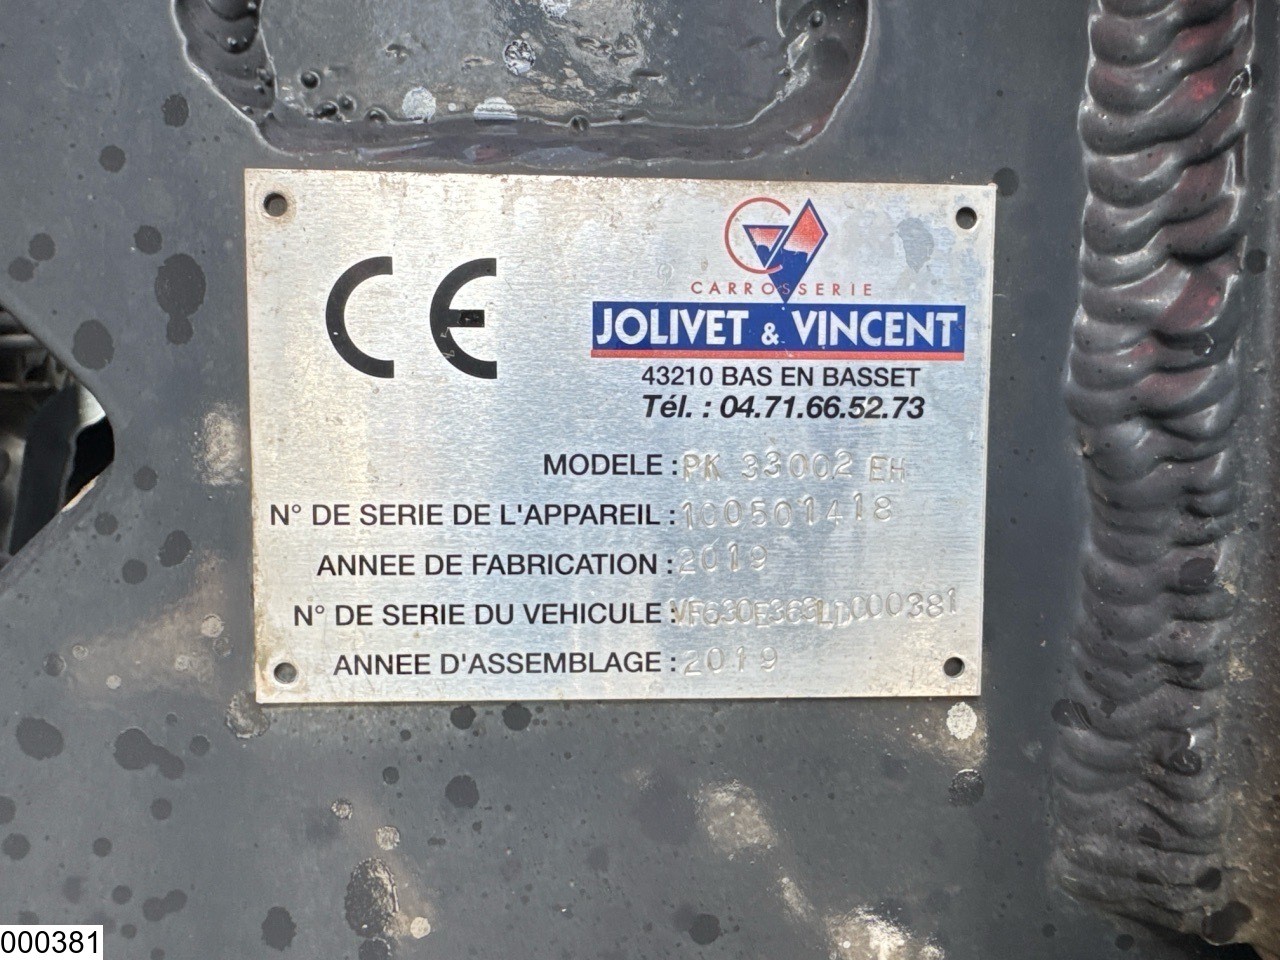 CE
CARROSSERIE
JOLIVET & VINCENT
43210 BAS EN BASSET
Tél. : 04.71.66.52.73
MODELE : PK 33002 EH
N° DE SERIE DE L'APPAREIL : 100501418
ANNEE DE FABRICATION : 2019
N° DE SERIE DU VEHICULE : VF630E363LD000381
ANNEE D'ASSEMBLAGE : 2019
000381